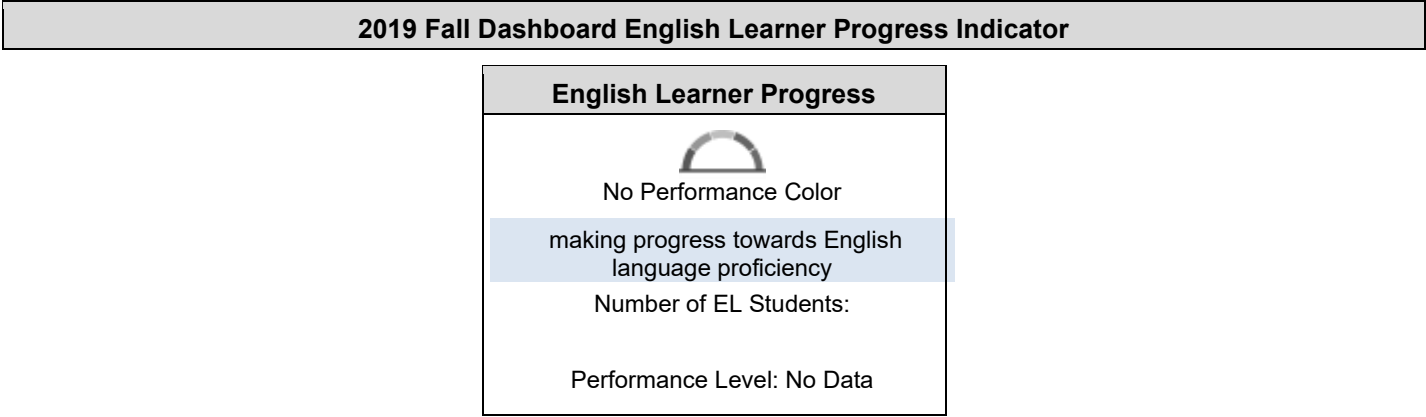 2019 Fall Dashboard English Learner Progress Indicator
English Learner Progress
No Performance Color
making progress towards English
language proficiency
Number of EL Students:
Performance Level: No Data